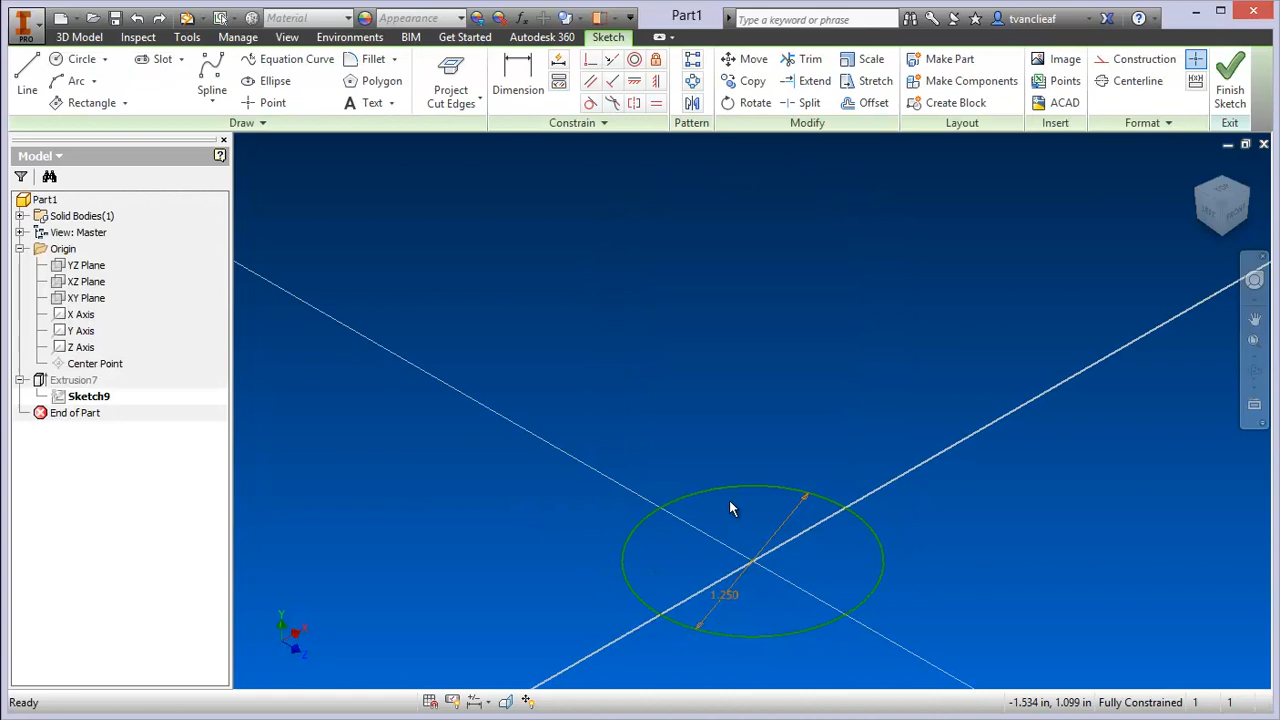 PRO
Material
Appearance
Part1
Type a keyword or phrase
tvanclieaf
3D Model Inspect Tools Manage View Environments BIM Get Started Autodesk 360 Sketch
Line
Circle
Arc
Rectangle
Slot
Spline
Equation Curve
Ellipse
Point
Fillet
Polygon
Text
Project
Cut Edges
Dimension
Move
Copy
Rotate
Trim
Extend
Split
Scale
Stretch
Offset
Make Part
Make Components
Create Block
Image
Points
ACAD
Construction
Centerline
Finish
Sketch
Draw Constrain Pattern Modify Layout Insert Format Exit
Model
Part1
Solid Bodies(1)
View: Master
Origin
YZ Plane
XZ Plane
XY Plane
X Axis
Y Axis
Z Axis
Center Point
Extrusion7
Sketch9
End of Part
TOP
LEFT
FRONT
1.250
Y
X
Z
Ready
-1.534 in, 1.099 in Fully Constrained 1 1